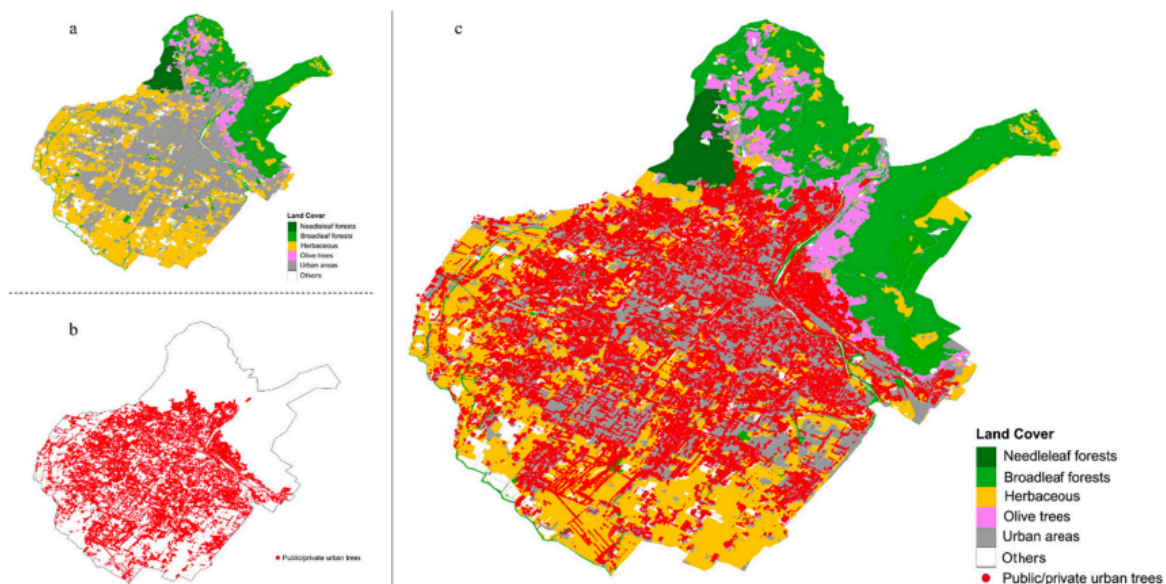 a
Land Cover
Needleleaf forests
Broadleaf forests
Herbaceous
Olive trees
Urban areas
Others
b
Public/private urban trees
c
Land Cover
Needleleaf forests
Broadleaf forests
Herbaceous
Olive trees
Urban areas
Others
Public/private urban trees